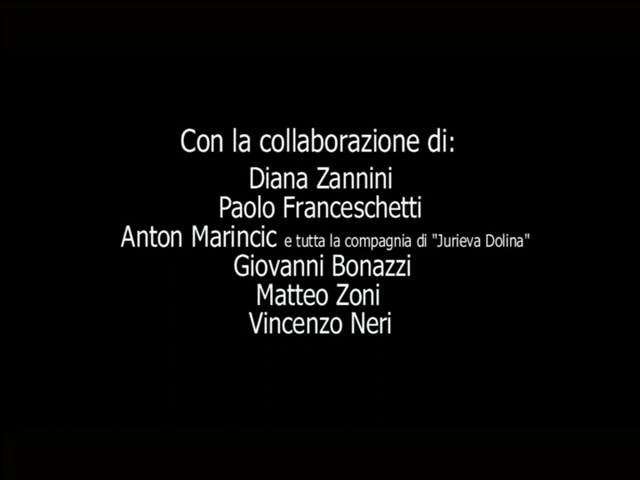 Con la collaborazione di:
Diana Zannini
Paolo Franceschetti
Anton Marincic e tutta la compagnia di "Jurieva Dolina"
Giovanni Bonazzi
Matteo Zoni
Vincenzo Neri